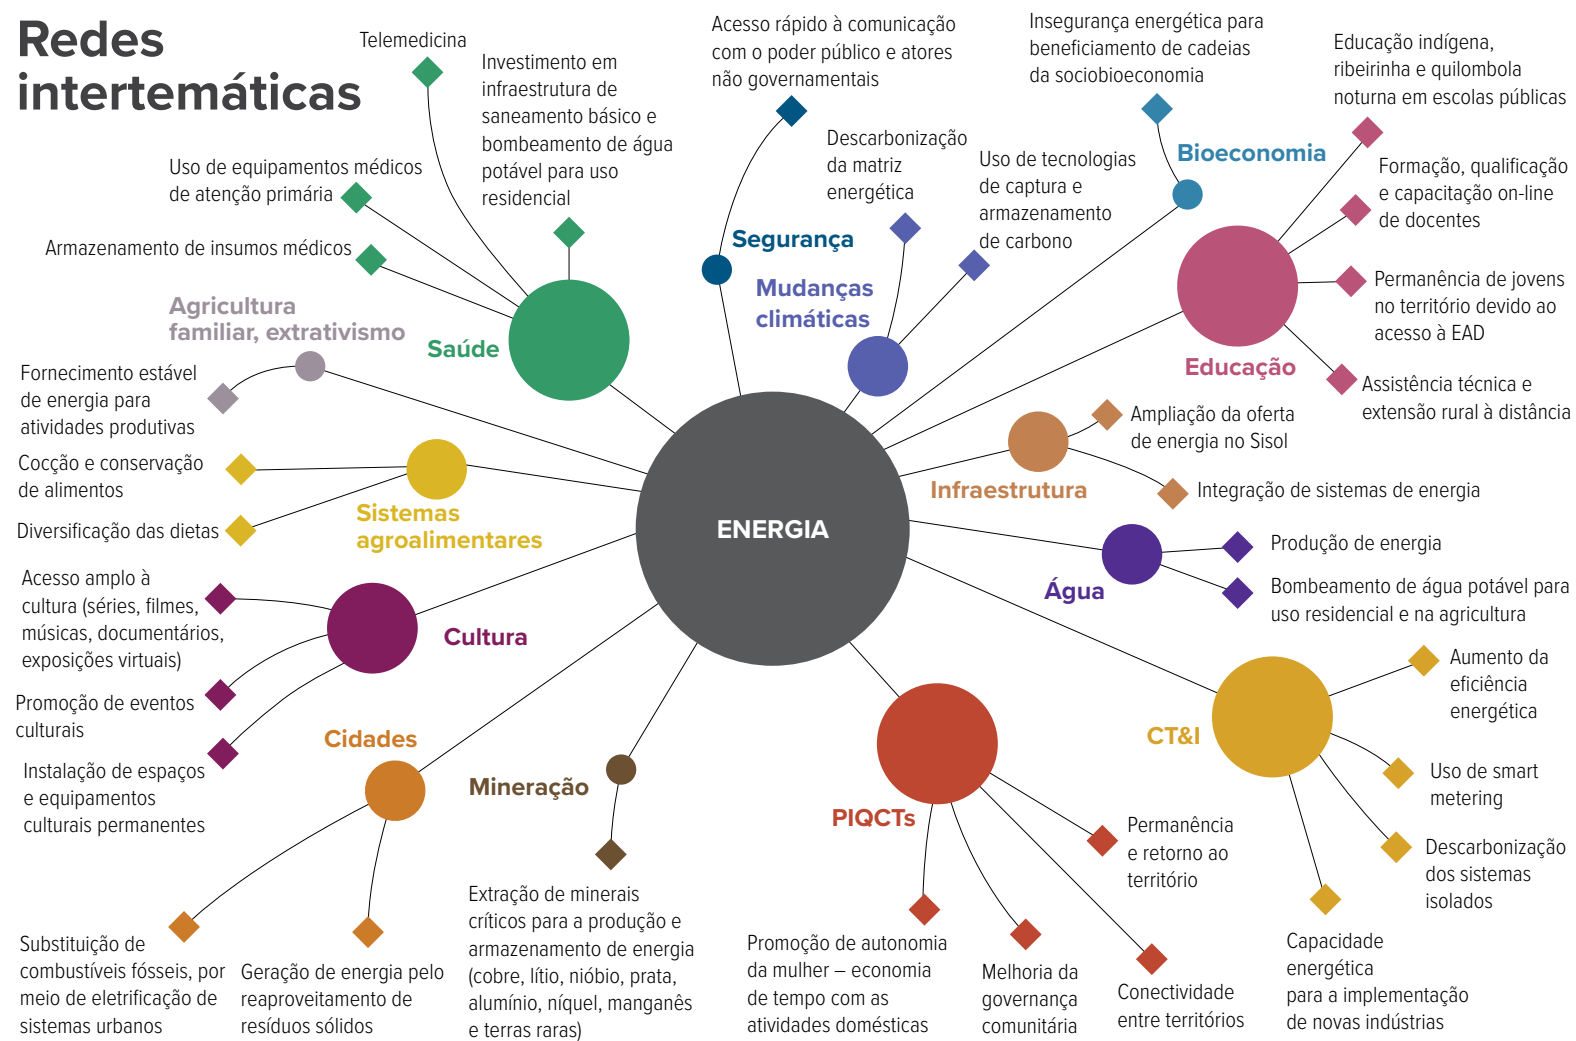 Redes
intertemáticas
Telemedicina
Investimento em
infraestrutura de
saneamento básico e
bombeamento de água
potável para uso
residencial
Uso de equipamentos médicos
de atenção primária
Armazenamento de insumos médicos
Saúde
Acesso rápido à comunicação
com o poder público e atores
não governamentais
Segurança
Descarbonização
da matriz
energética
Uso de tecnologias
de captura e
armazenamento
de carbono
Mudanças
climáticas
Insegurança energética para
beneficiamento de cadeias
da sociobioeconomia
Bioeconomia
Educação indígena,
ribeirinha e quilombola
noturna em escolas públicas
Formação, qualificação
e capacitação on-line
de docentes
Permanência de jovens
no território devido ao
acesso à EAD
Assistência técnica e
extensão rural à distância
Educação
Agricultura
familiar, extrativismo
Fornecimento estável
de energia para
atividades produtivas
Cocção e conservação
de alimentos
Diversificação das dietas
Sistemas
agroalimentares
ENERGIA
Ampliação da oferta
de energia no Sisol
Integração de sistemas de energia
Infraestrutura
Produção de energia
Bombeamento de água potável para
uso residencial e na agricultura
Água
Acesso amplo à
cultura (séries, filmes,
músicas, documentários,
exposições virtuais)
Promoção de eventos
culturais
Instalação de espaços
e equipamentos
culturais permanentes
Cultura
Cidades
Substituição de
combustíveis fósseis, por
meio de eletrificação de
sistemas urbanos
Geração de energia pelo
reaproveitamento de
resíduos sólidos
Mineração
Extração de minerais
críticos para a produção e
armazenamento de energia
(cobre, lítio, nióbio, prata,
alumínio, níquel, manganês
e terras raras)
PIQCTs
Promoção de autonomia
da mulher – economia
de tempo com as
atividades domésticas
Melhoria da
governança
comunitária
Conectividade
entre territórios
Permanência
e retorno ao
território
CT&I
Aumento da
eficiência
energética
Uso de smart
metering
Descarbonização
dos sistemas
isolados
Capacidade
energética
para a implementação
de novas indústrias